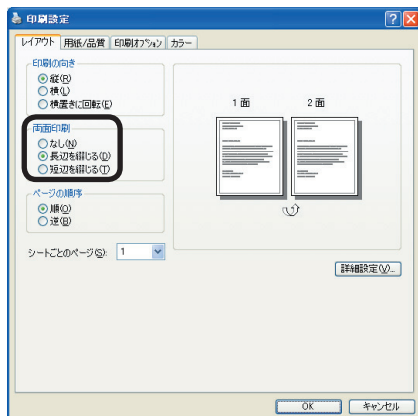 印刷設定
レイアウト 用紙/品質 印刷オプション カラー
印刷の向き
縦(R)
横(L)
横置きに回転(E)
両面印刷
なし(N)
長辺を綴じる(D)
短辺を綴じる(T)
ページの順序
順(O)
逆(B)
シートごとのページ(S): 1
1 面 2 面
詳細設定(V)...
OK キャンセル